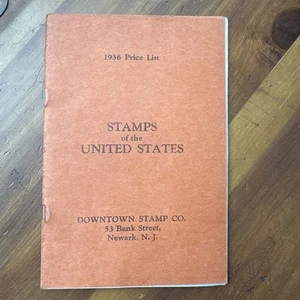 1936 Price List
STAMPS
of the
UNITED STATES
DOWNTOWN STAMP CO.
53 Bank Street,
Newark, N. J.